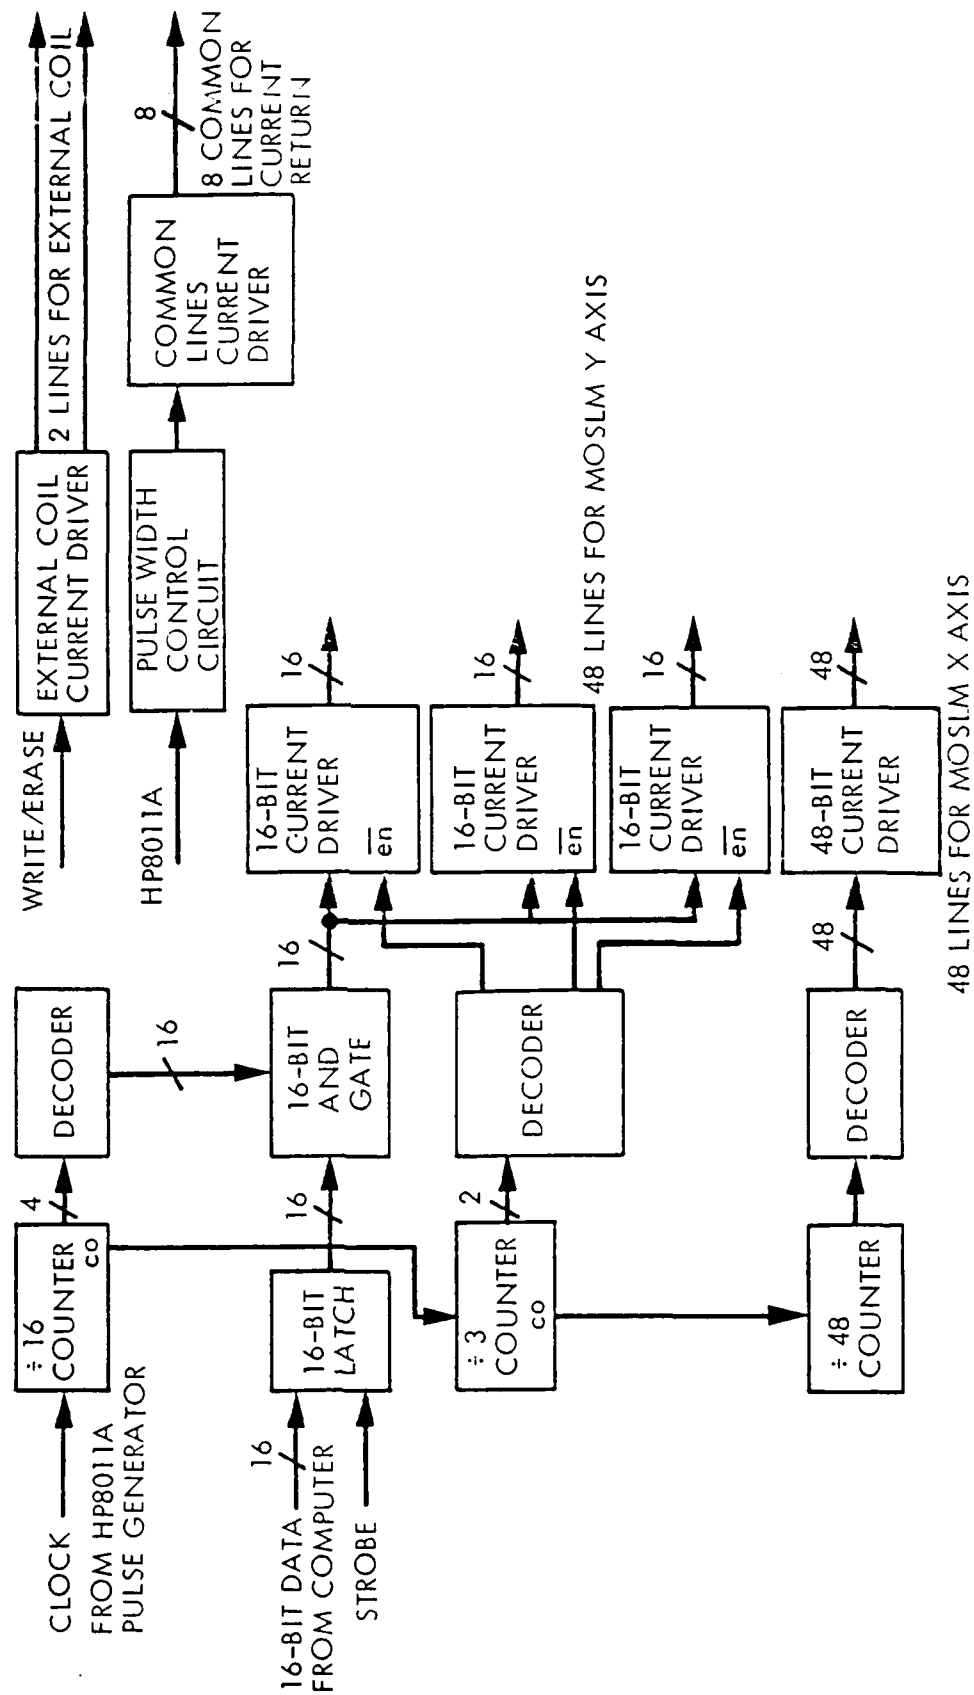 CLOCK
FROM HP8011A
PULSE GENERATOR
÷ 16
COUNTER
co
4
DECODER
16
WRITE/ERASE
EXTERNAL COIL
CURRENT DRIVER
2 LINES FOR EXTERNAL COIL
HP8011A
PULSE WIDTH
CONTROL
CIRCUIT
COMMON
LINES
CURRENT
DRIVER
8
8 COMMON
LINES FOR
CURRENT
RETURN
16-BIT DATA
FROM COMPUTER
16
STROBE
16-BIT
LATCH
16
16-BIT
AND
GATE
16
16-BIT
CURRENT
DRIVER
en
16
÷ 3
COUNTER
co
2
DECODER
16-BIT
CURRENT
DRIVER
en
16
48 LINES FOR MOSLM Y AXIS
16-BIT
CURRENT
DRIVER
en
16
÷ 48
COUNTER
DECODER
48
48-BIT
CURRENT
DRIVER
48
48 LINES FOR MOSLM X AXIS